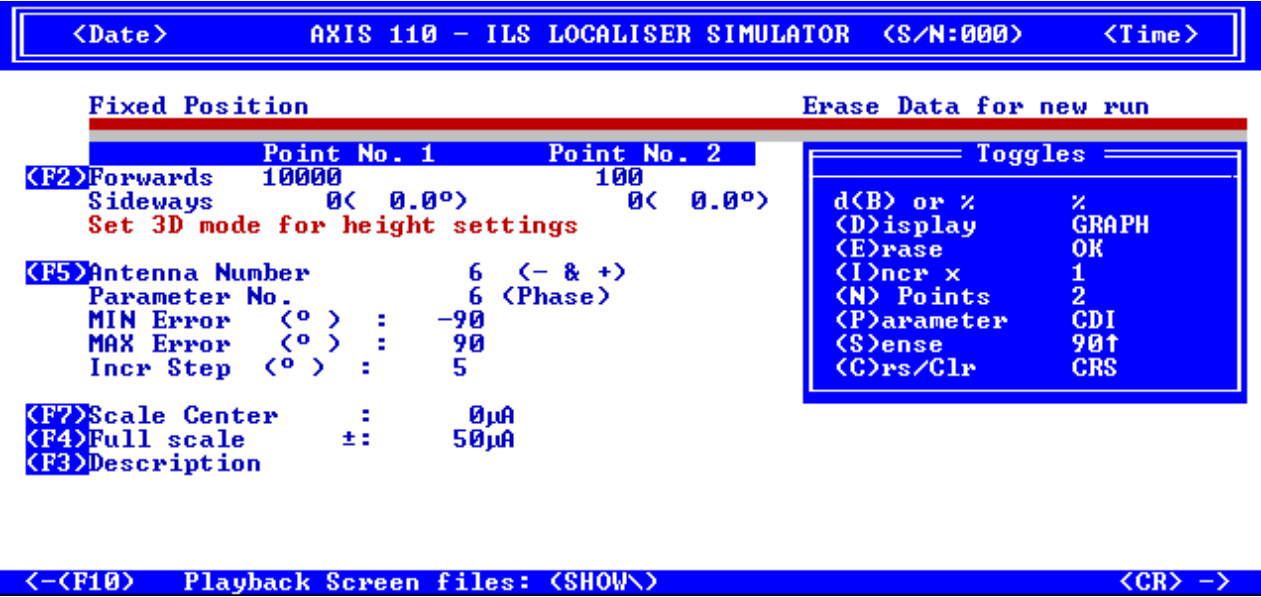 <Date> AXIS 110 - ILS LOCALISER SIMULATOR (S/N:000) <Time>
Fixed Position Erase Data for new run
Point No. 1 Point No. 2
(F2)Forwards 10000 100
Sideways 0( 0.0º) 0( 0.0º)
Set 3D mode for height settings
(F5)Antenna Number 6 (- & +)
Parameter No. 6 (Phase)
MIN Error (º ) : -90
MAX Error (º ) : 90
Incr Step (º ) : 5
(F7)Scale Center : 0µA
(F4)Full scale ±: 50µA
(F3)Description
Toggles
d(B) or % %
(D)isplay GRAPH
(E)rase OK
(I)ncr x 1
(N) Points 2
(P)arameter CDI
(S)ense 90↑
(C)rs/Clr CRS
<-(F10) Playback Screen files: (SHOW\) <CR> ->